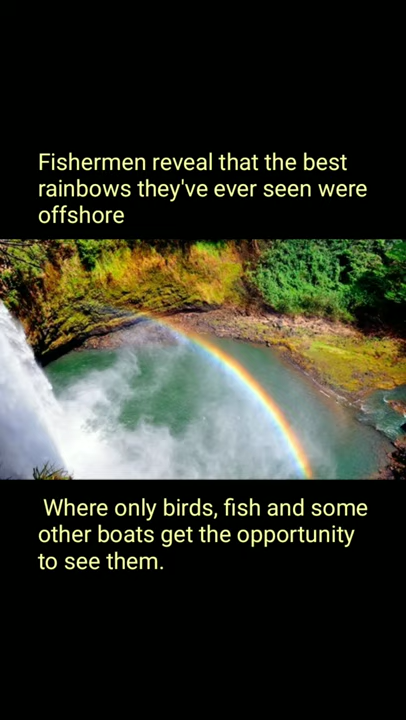 Fishermen reveal that the best
rainbows they've ever seen were
offshore
Where only birds, fish and some
other boats get the opportunity
to see them.